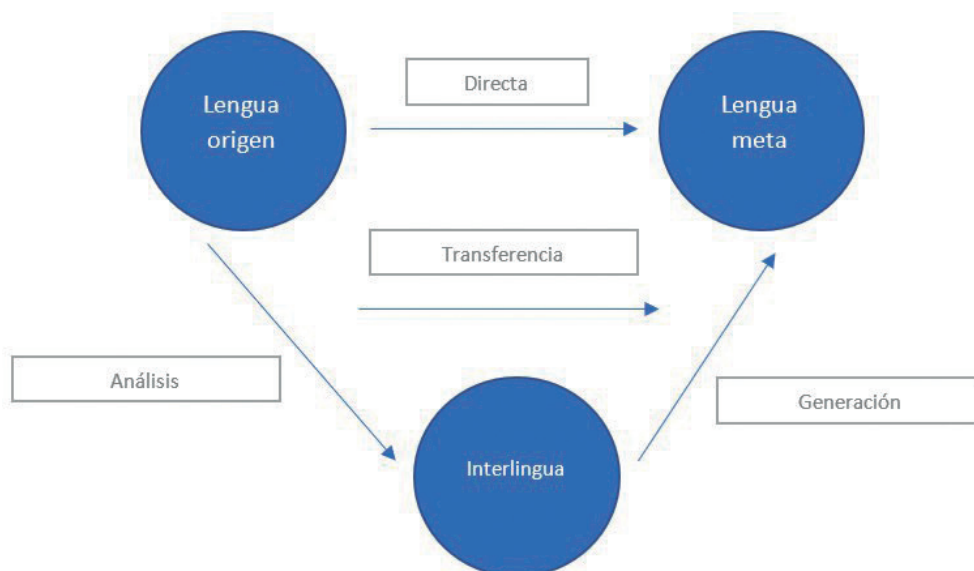 Lengua
origen
Directa
Lengua
meta
Transferencia
Análisis
Generación
Interlingua